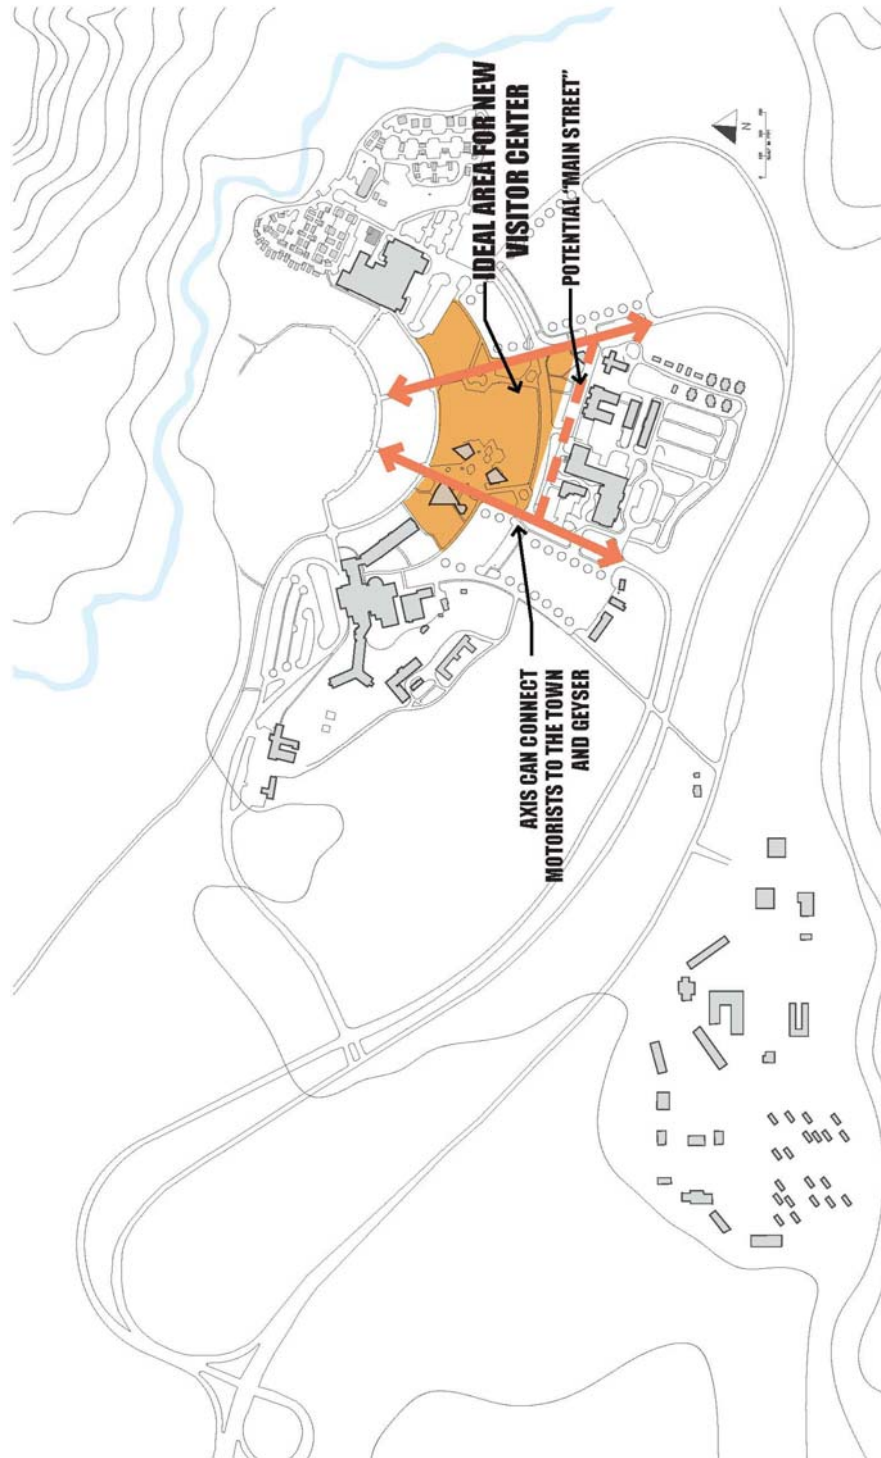 IDEAL AREA FOR NEW
VISITOR CENTER
POTENTIAL "MAIN STREET"
AXIS CAN CONNECT
MOTORISTS TO THE TOWN
AND GEYSER
N